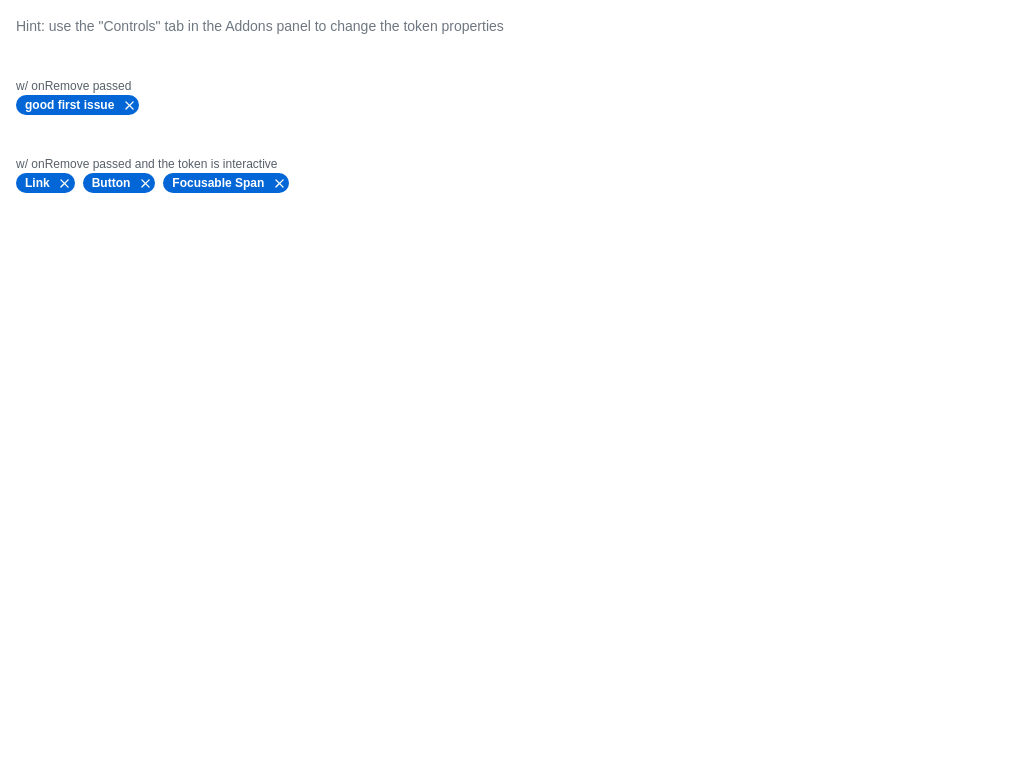 Hint: use the "Controls" tab in the Addons panel to change the token properties
w/ onRemove passed
good first issue
w/ onRemove passed and the token is interactive
Link Button Focusable Span